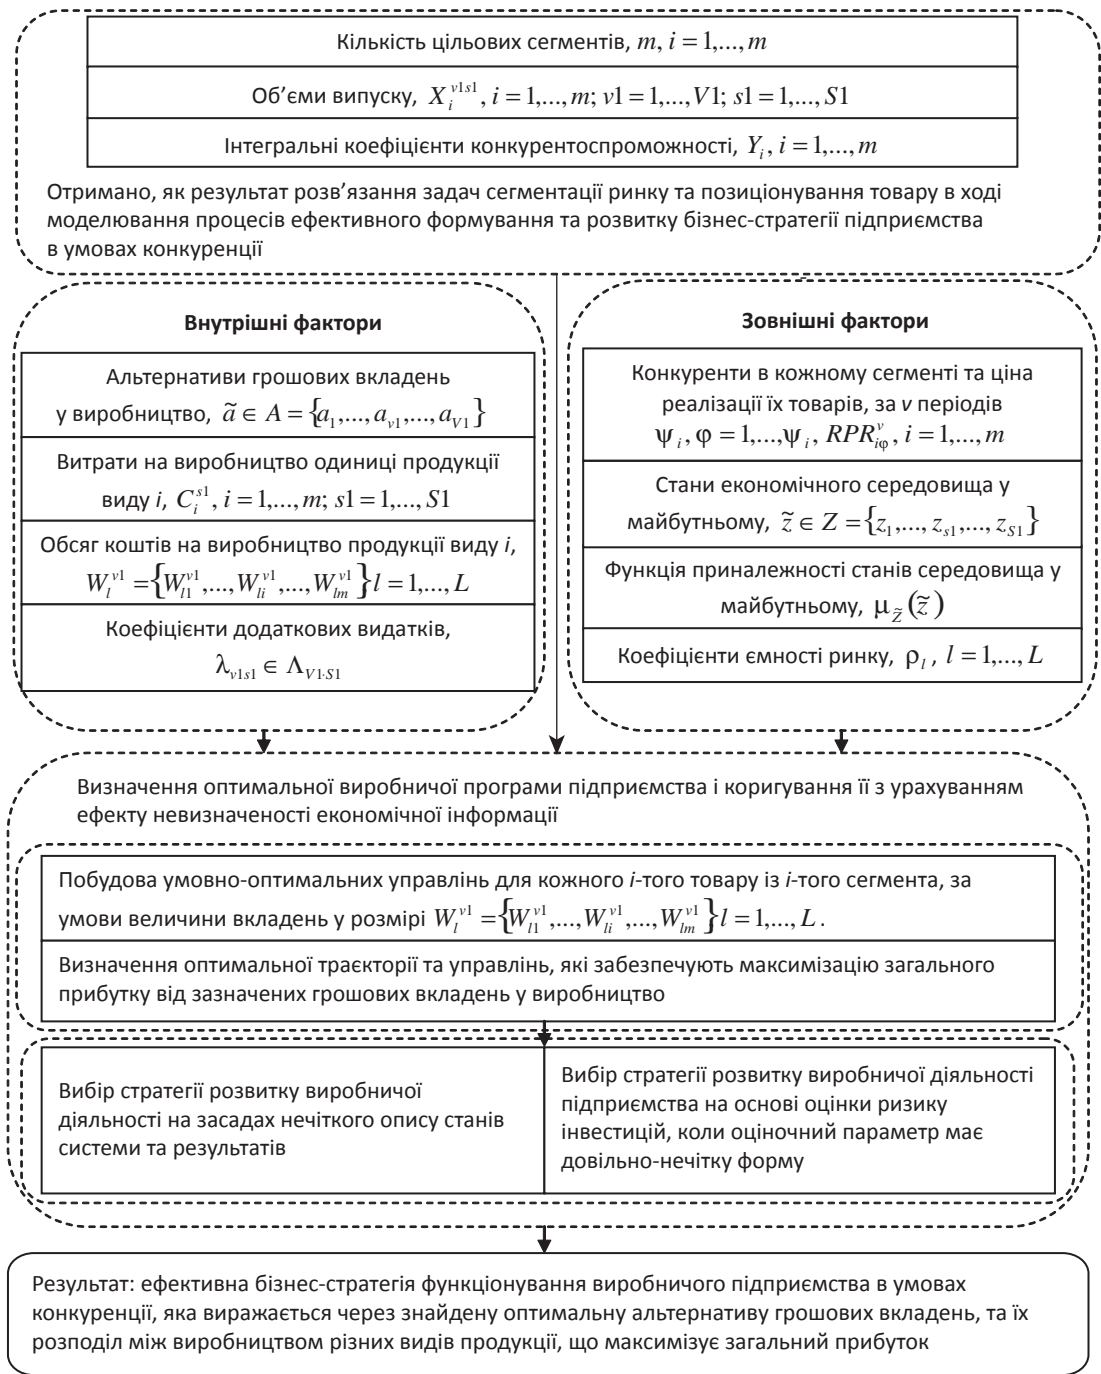 Кількість цільових сегментів, m, i = 1,..., m
Об’єми випуску, X_i^{v1s1}, i = 1,..., m; v1 = 1,..., V1; s1 = 1,..., S1
Інтегральні коефіцієнти конкурентоспроможності, Y_i, i = 1,..., m
Отримано, як результат розв’язання задач сегментації ринку та позиціонування товару в ході
моделювання процесів ефективного формування та розвитку бізнес-стратегії підприємства
в умовах конкуренції
Внутрішні фактори
Альтернативи грошових вкладень
у виробництво, ã ∈ A = {a_1,..., a_{v1},..., a_{V1}}
Витрати на виробництво одиниці продукції
виду i, C_i^{s1}, i = 1,..., m; s1 = 1,..., S1
Обсяг коштів на виробництво продукції виду i,
W_l^{v1} = {W_{l1}^{v1},..., W_{li}^{v1},..., W_{lm}^{v1}} l = 1,..., L
Коефіцієнти додаткових видатків,
λ_{v1s1} ∈ Λ_{V1·S1}
Зовнішні фактори
Конкуренти в кожному сегменті та ціна
реалізації їх товарів, за v періодів
ψ_i, φ = 1,..., ψ_i, RPR_{iφ}^v, i = 1,..., m
Стани економічного середовища у
майбутньому, z̃ ∈ Z = {z_1,..., z_{s1},..., z_{S1}}
Функція приналежності станів середовища у
майбутньому, μ_{Z̃}(z̃)
Коефіцієнти ємності ринку, ρ_l, l = 1,..., L
Визначення оптимальної виробничої програми підприємства і коригування її з урахуванням
ефекту невизначеності економічної інформації
Побудова умовно-оптимальних управлінь для кожного i-того товару із i-того сегмента, за
умови величини вкладень у розмірі W_l^{v1} = {W_{l1}^{v1},..., W_{li}^{v1},..., W_{lm}^{v1}} l = 1,..., L .
Визначення оптимальної траєкторії та управлінь, які забезпечують максимізацію загального
прибутку від зазначених грошових вкладень у виробництво
Вибір стратегії розвитку виробничої
діяльності на засадах нечіткого опису станів
системи та результатів
Вибір стратегії розвитку виробничої діяльності
підприємства на основі оцінки ризику
інвестицій, коли оціночний параметр має
довільно-нечітку форму
Результат: ефективна бізнес-стратегія функціонування виробничого підприємства в умовах
конкуренції, яка виражається через знайдену оптимальну альтернативу грошових вкладень, та їх
розподіл між виробництвом різних видів продукції, що максимізує загальний прибуток